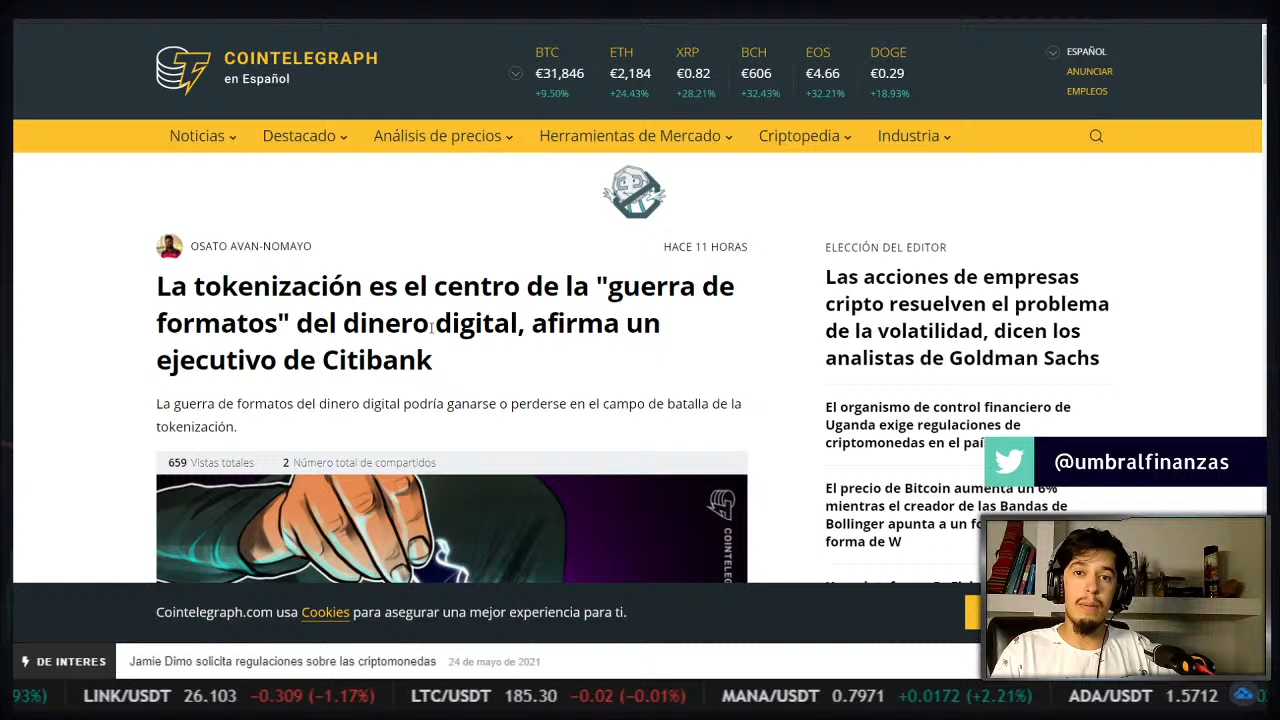 COINTELEGRAPH
en Español
BTC
€31,846
+9.50%
ETH
€2,184
+24.43%
XRP
€0.82
+28.21%
BCH
€606
+32.43%
EOS
€4.66
+32.21%
DOGE
€0.29
+18.93%
ESPAÑOL
ANUNCIAR
EMPLEOS
Noticias Destacado Análisis de precios Herramientas de Mercado Criptopedia Industria
OSATO AVAN-NOMAYO HACE 11 HORAS
La tokenización es el centro de la "guerra de
formatos" del dinero digital, afirma un
ejecutivo de Citibank
La guerra de formatos del dinero digital podría ganarse o perderse en el campo de batalla de la
tokenización.
659 Vistas totales 2 Número total de compartidos
ELECCIÓN DEL EDITOR
Las acciones de empresas
cripto resuelven el problema
de la volatilidad, dicen los
analistas de Goldman Sachs
El organismo de control financiero de
Uganda exige regulaciones de
criptomonedas en el
El precio de Bitcoin aumenta un 6%
mientras el creador de las Bandas de
Bollinger apunta a un
forma de W
@umbralfinanzas
Cointelegraph.com usa Cookies para asegurar una mejor experiencia para ti.
DE INTERES Jamie Dimo solicita regulaciones sobre las criptomonedas 24 de mayo de 2021
93%) LINK/USDT 26.103 −0.309 (−1.17%) LTC/USDT 185.30 −0.02 (−0.01%) MANA/USDT 0.7971 +0.0172 (+2.21%) ADA/USDT 1.5712